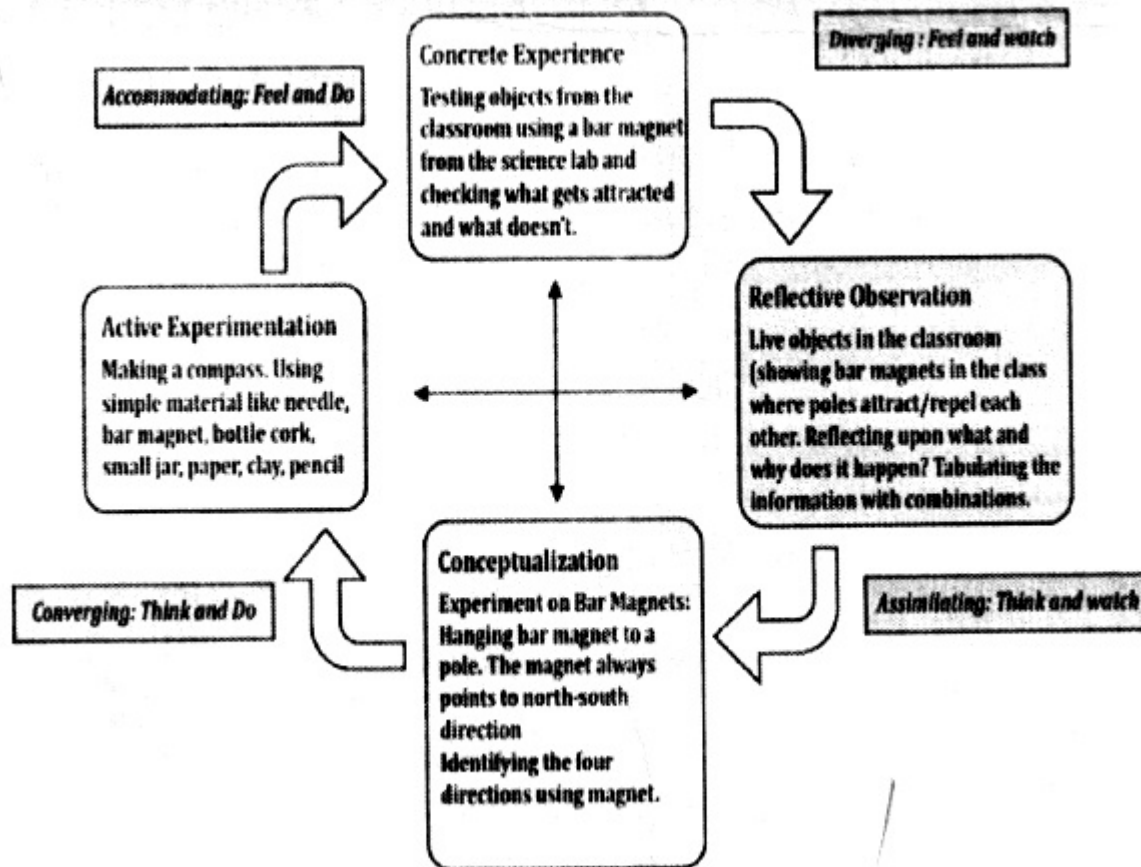 Concrete Experience
Testing objects from the
classroom using a bar magnet
from the science lab and
checking what gets attracted
and what doesn't.
Diverging : Feel and watch
Accommodating: Feel and Do
Reflective Observation
Live objects in the classroom
(showing bar magnets in the class
where poles attract/repel each
other. Reflecting upon what and
why does it happen? Tabulating the
information with combinations.
Active Experimentation
Making a compass. Using
simple material like needle,
bar magnet, bottle cork,
small jar, paper, clay, pencil
Conceptualization
Experiment on Bar Magnets:
Hanging bar magnet to a
pole. The magnet always
points to north-south
direction
Identifying the four
directions using magnet.
Assimilating: Think and watch
Converging: Think and Do